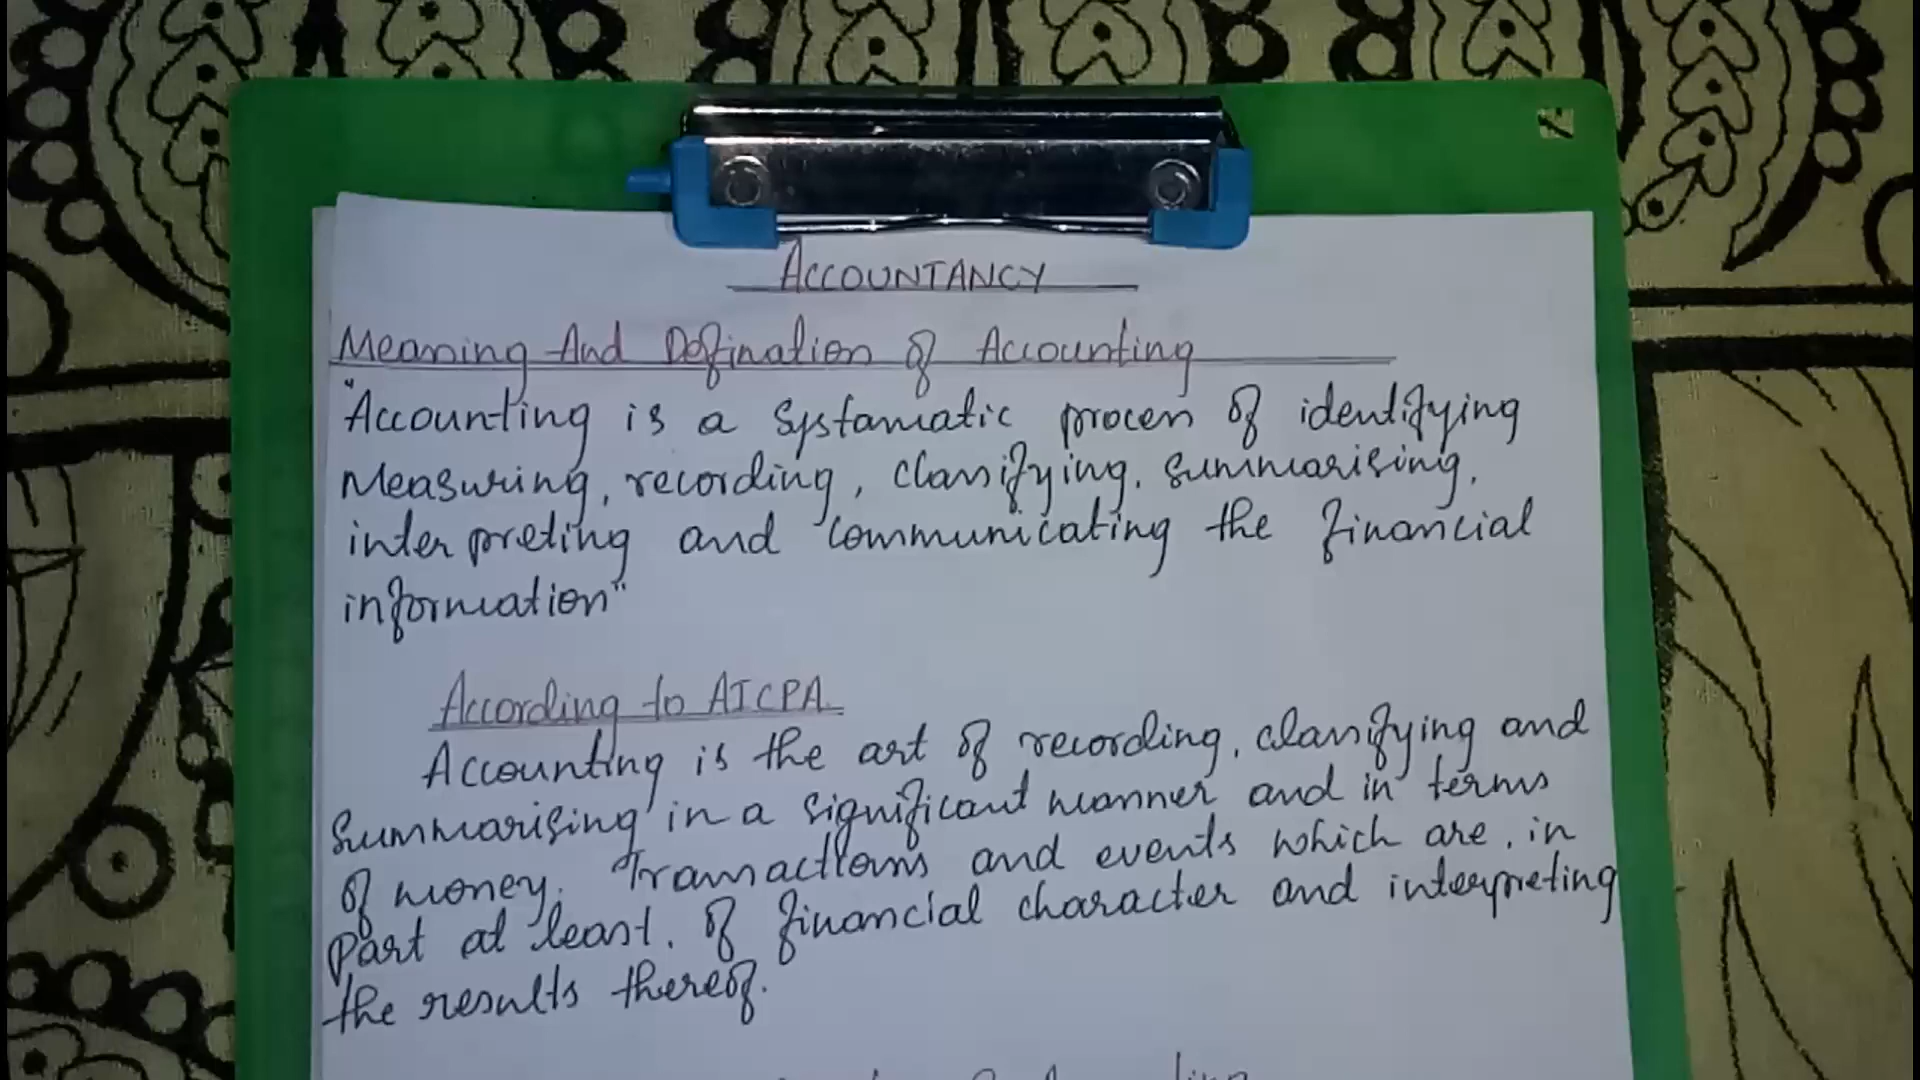 ACCOUNTANCY
Meaning And Defination of Accounting
"Accounting is a Systamatic process of identifying
Measuring, recording, classifying, summarising,
interpreting and communicating the financial
information"
According to AICPA
Accounting is the art of recording, classifying and
Summarising in a significant manner and in terms
of money. Transactions and events which are, in
Part at least, of financial character and interpreting
the results thereof.